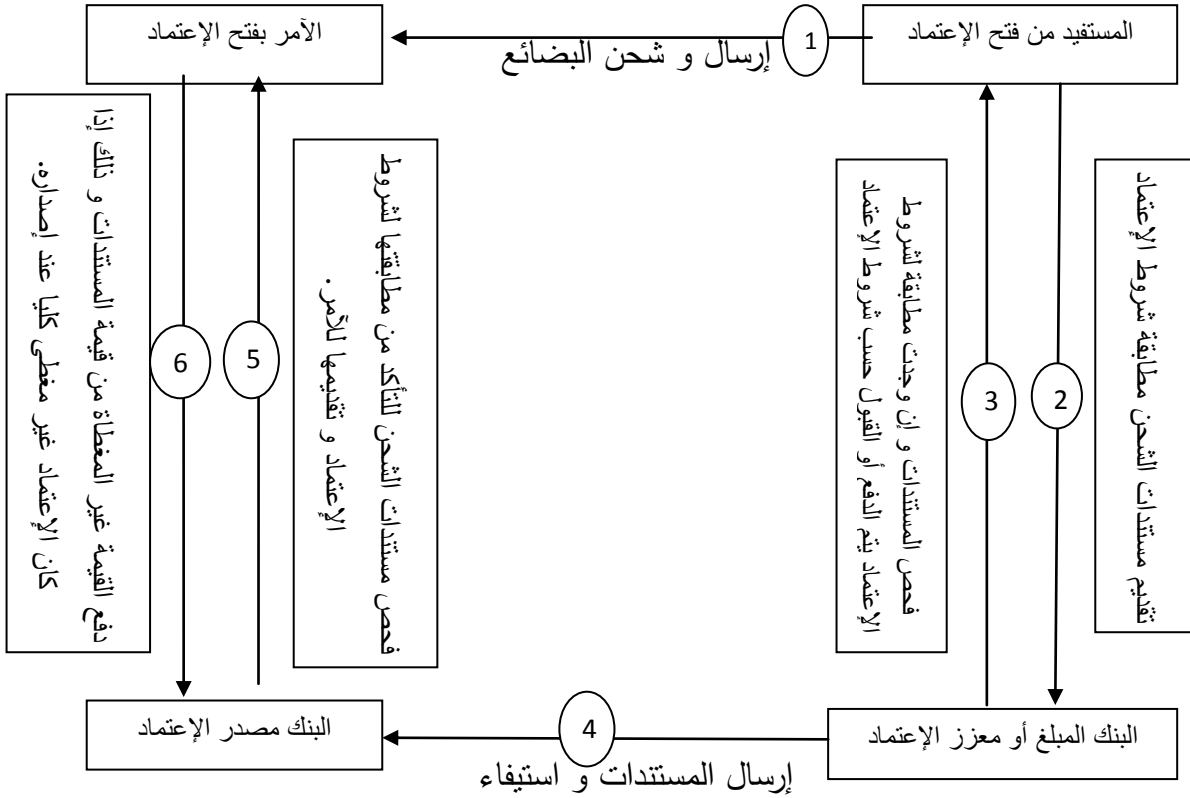 المستفيد من فتح الإعتماد
1
الآمر بفتح الإعتماد
إرسال و شحن البضائع
تقديم مستندات الشحن مطابقة شروط الإعتماد
2
3
فحص المستندات و إن وجدت مطابقة لشروط
الإعتماد يتم الدفع أو القبول حسب شروط الإعتماد
فحص مستندات الشحن للتأكد من مطابقتها لشروط
الإعتماد و تقديمها للآمر.
5
6
دفع القيمة غير المغطاة من قيمة المستندات و ذلك إذا
كان الإعتماد غير مغطى كليا عند إصداره.
البنك المبلغ أو معزز الإعتماد
4
البنك مصدر الإعتماد
إرسال المستندات و استيفاء